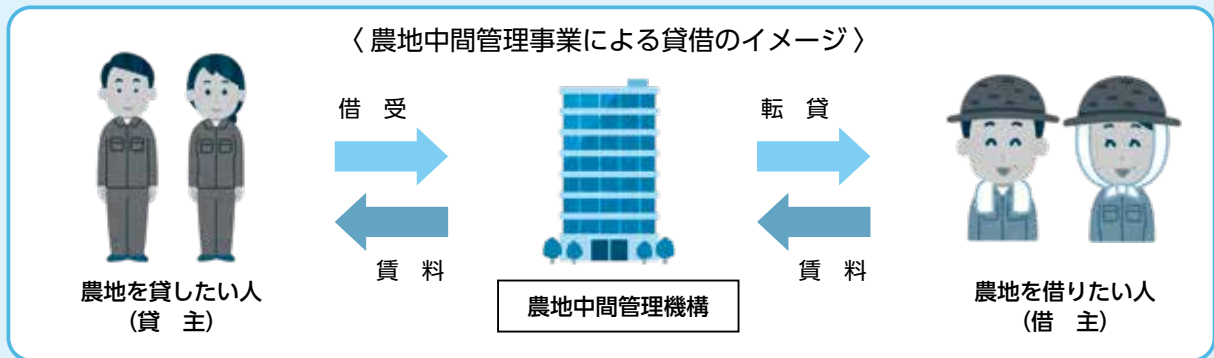 〈 農地中間管理事業による貸借のイメージ 〉
借　受
転　貸
賃　料
賃　料
農地を貸したい人
(貸　主)
農地中間管理機構
農地を借りたい人
(借　主)